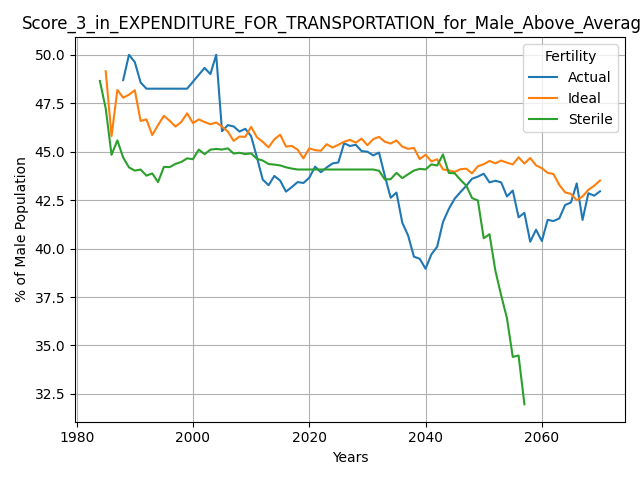 Score_3_in_EXPENDITURE_FOR_TRANSPORTATION_for_Male_Above_Averag
Fertility
Actual
Ideal
Sterile
% of Male Population
50.0
47.5
45.0
42.5
40.0
37.5
35.0
32.5
1980 2000 2020 2040 2060
Years